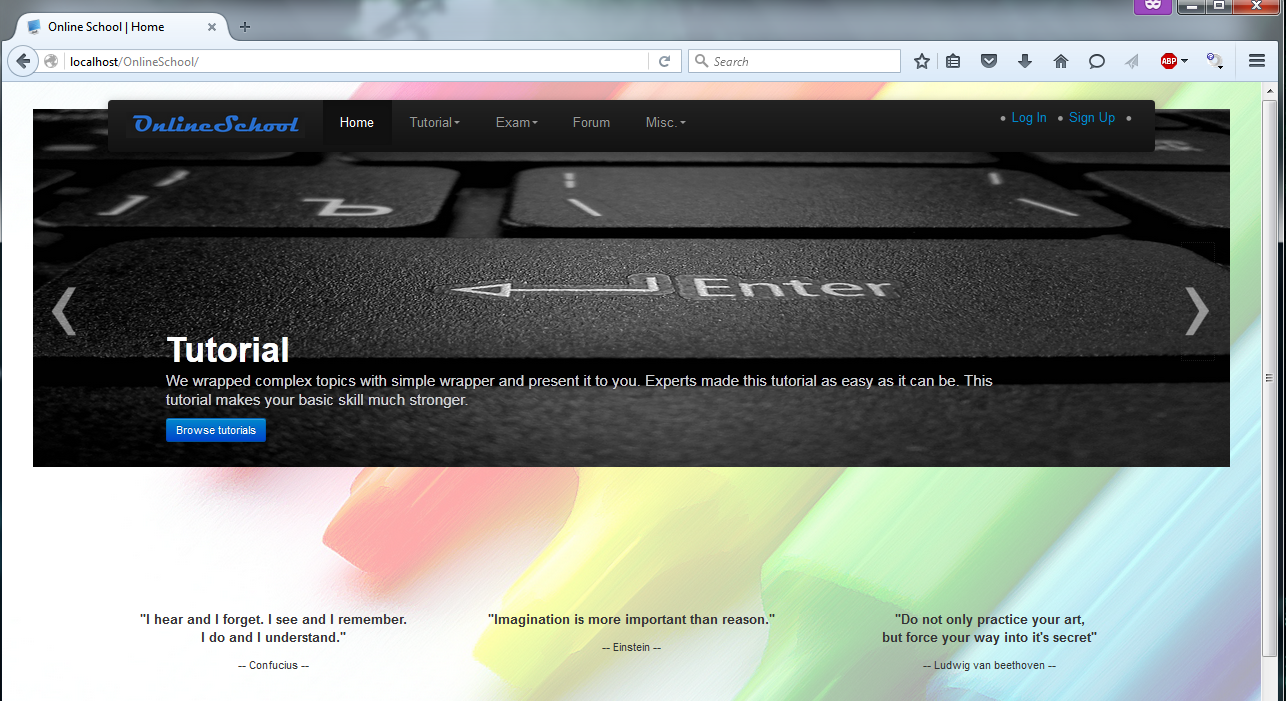 Online School | Home
localhost/OnlineSchool/
Search
ABP
OnlineSchool
Home
Tutorial
Exam
Forum
Misc.
• Log In • Sign Up •
Ъ
Enter
Tutorial
We wrapped complex topics with simple wrapper and present it to you. Experts made this tutorial as easy as it can be. This
tutorial makes your basic skill much stronger.
Browse tutorials
"I hear and I forget. I see and I remember.
I do and I understand."
-- Confucius --
"Imagination is more important than reason."
-- Einstein --
"Do not only practice your art,
but force your way into it's secret"
-- Ludwig van beethoven --